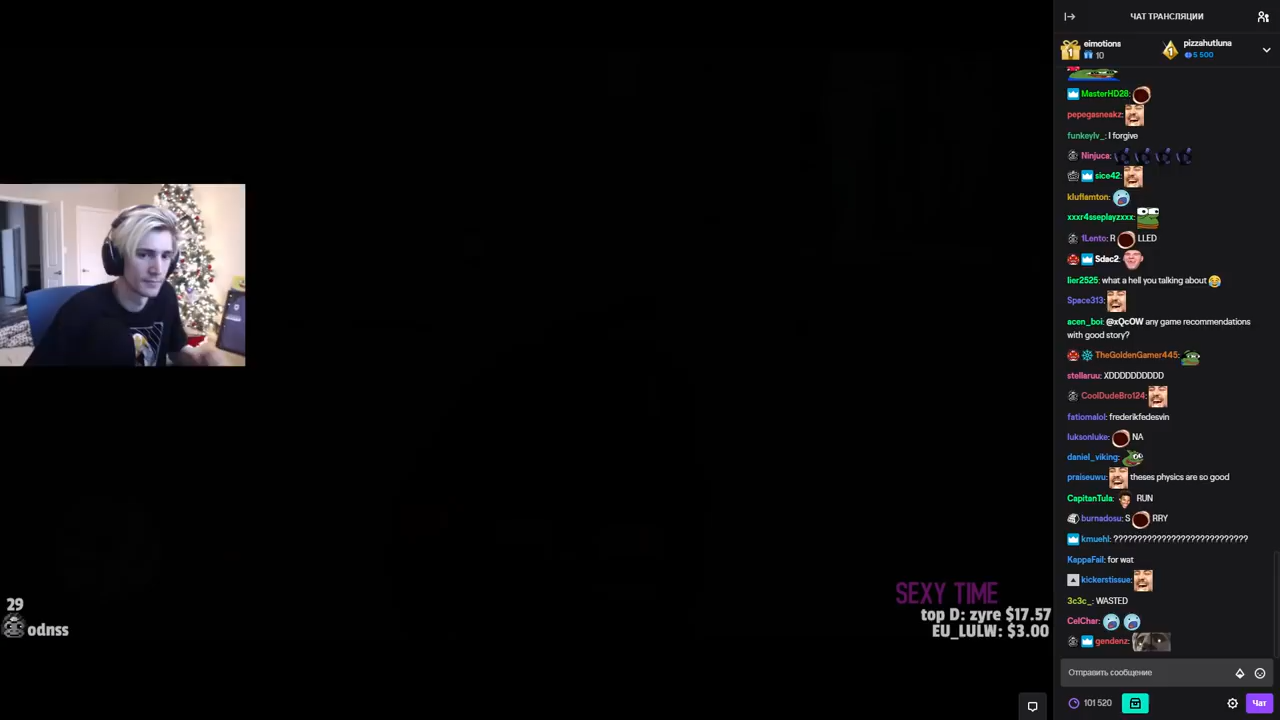 ЧАТ ТРАНСЛЯЦИИ
eimotions
10
pizzahutluna
5 500
MasterHD28:
pepegasneakz:
funkeylv_: I forgive
Ninjuca:
sice42:
kluflamton:
xxxr4sseplayzxxx:
1Lento: R LLED
Sdac2:
lier2525: what a hell you talking about
Space313:
acen_boi: @xQcOW any game recommendations
with good story?
TheGoldenGamer445:
stellaruu: XDDDDDDDDDD
CoolDudeBro124:
fatiomalol: frederikfedesvin
luksonluke: NA
daniel_viking:
praiseuwu: theses physics are so good
CapitanTula: RUN
burnadosu: S RRY
kmuehl: ???????????????????????????
KappaFail: for wat
kickerstissue:
3c3c_: WASTED
CelChar:
gendenz:
Отправить сообщение
101 520
Чат
29
odnss
SEXY TIME
top D: zyre $17.57
EU_LULW: $3.00